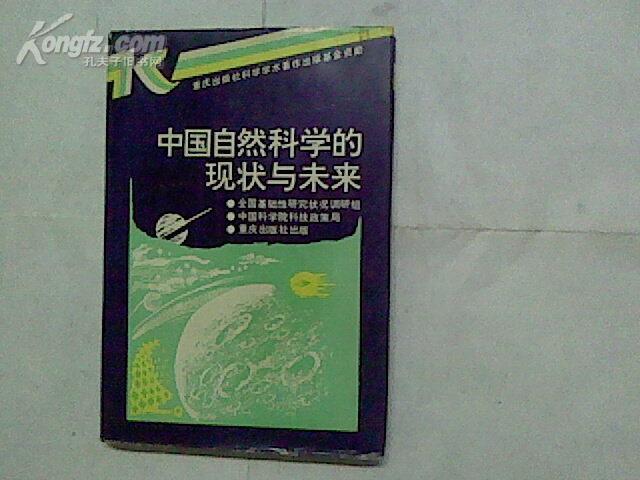 Kongfz.com
孔夫子旧书网
重庆出版社科学学术著作出版基金资助
中国自然科学的
现状与未来
●全国基础性研究状况调研组
●中国科学院科技政策局
●重庆出版社出版